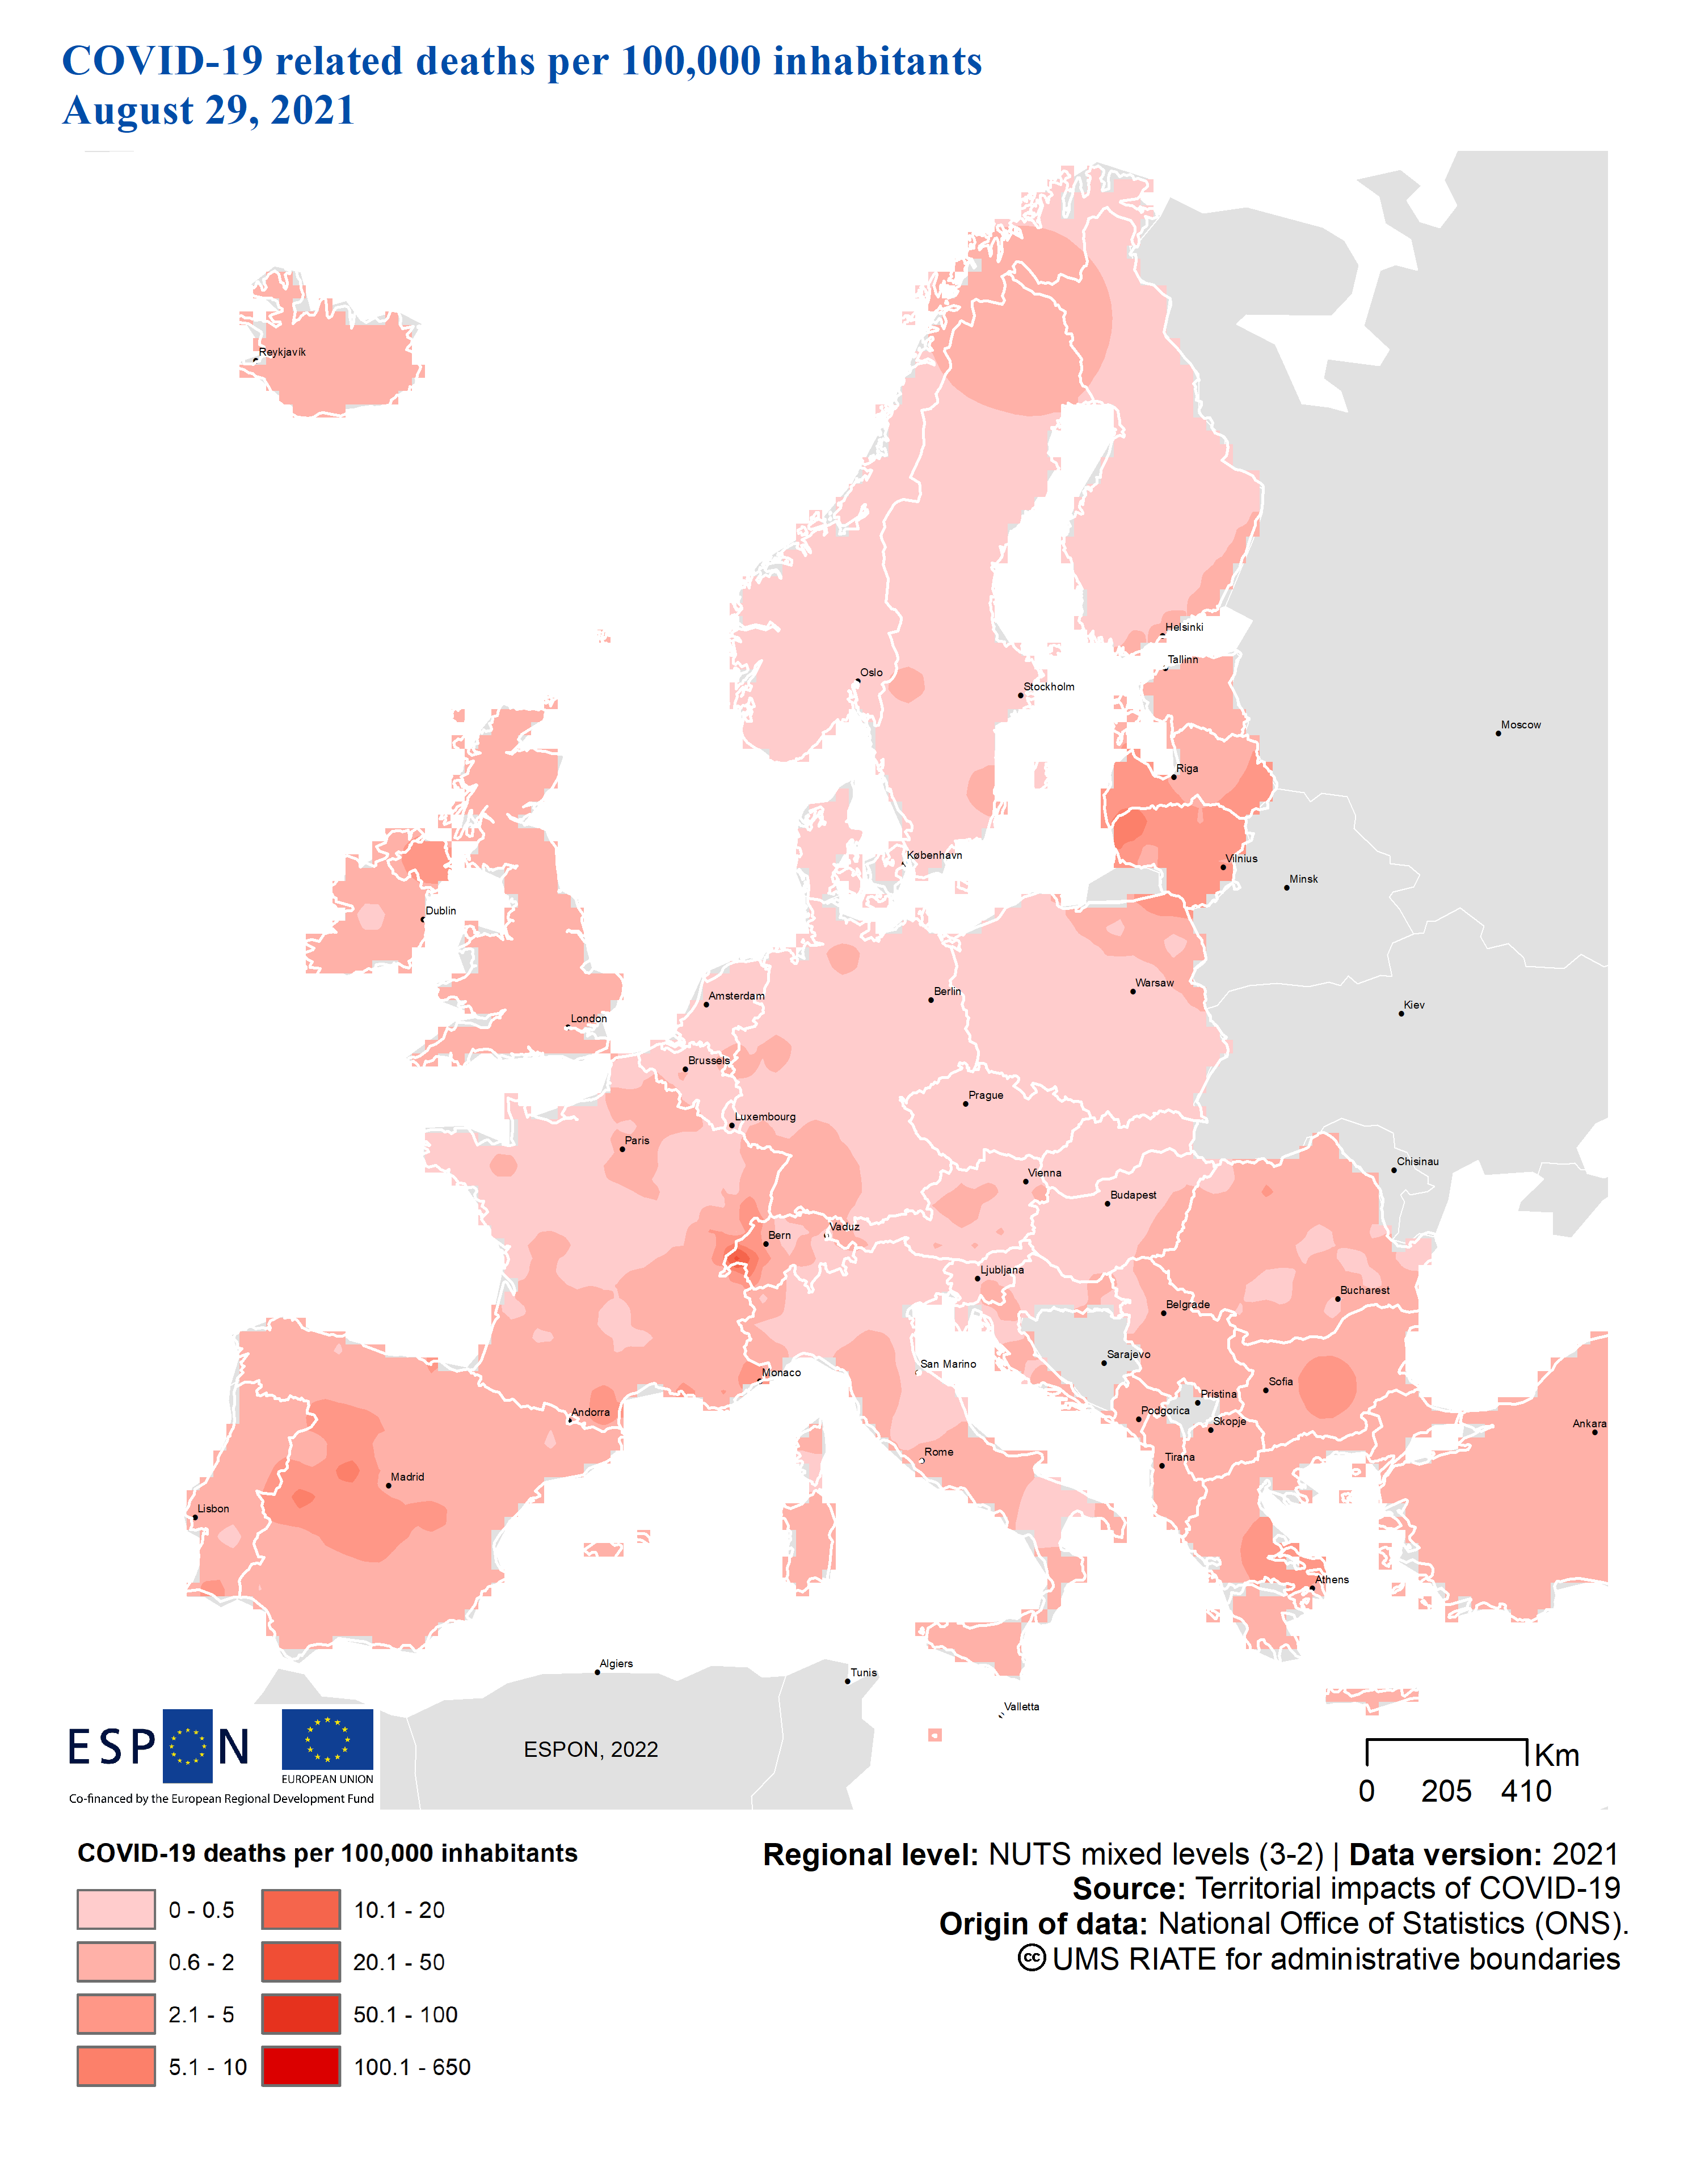 COVID-19 related deaths per 100,000 inhabitants
August 29, 2021
Reykjavík
Helsinki
Tallinn
Oslo
Stockholm
Moscow
Riga
København
Vilnius
Minsk
Dublin
Amsterdam
Berlin
Warsaw
Kiev
London
Brussels
Prague
Luxembourg
Paris
Chisinau
Vienna
Budapest
Vaduz
Bern
Ljubljana
Bucharest
Belgrade
Sarajevo
San Marino
Monaco
Sofia
Pristina
Andorra
Podgorica
Skopje
Ankara
Rome
Tirana
Madrid
Lisbon
Athens
Algiers
Tunis
Valletta
ESPON
EUROPEAN UNION
Co-financed by the European Regional Development Fund
ESPON, 2022
Km
0 205 410
COVID-19 deaths per 100,000 inhabitants
0 - 0.5
0.6 - 2
2.1 - 5
5.1 - 10
10.1 - 20
20.1 - 50
50.1 - 100
100.1 - 650
Regional level: NUTS mixed levels (3-2) | Data version: 2021
Source: Territorial impacts of COVID-19
Origin of data: National Office of Statistics (ONS).
cc UMS RIATE for administrative boundaries